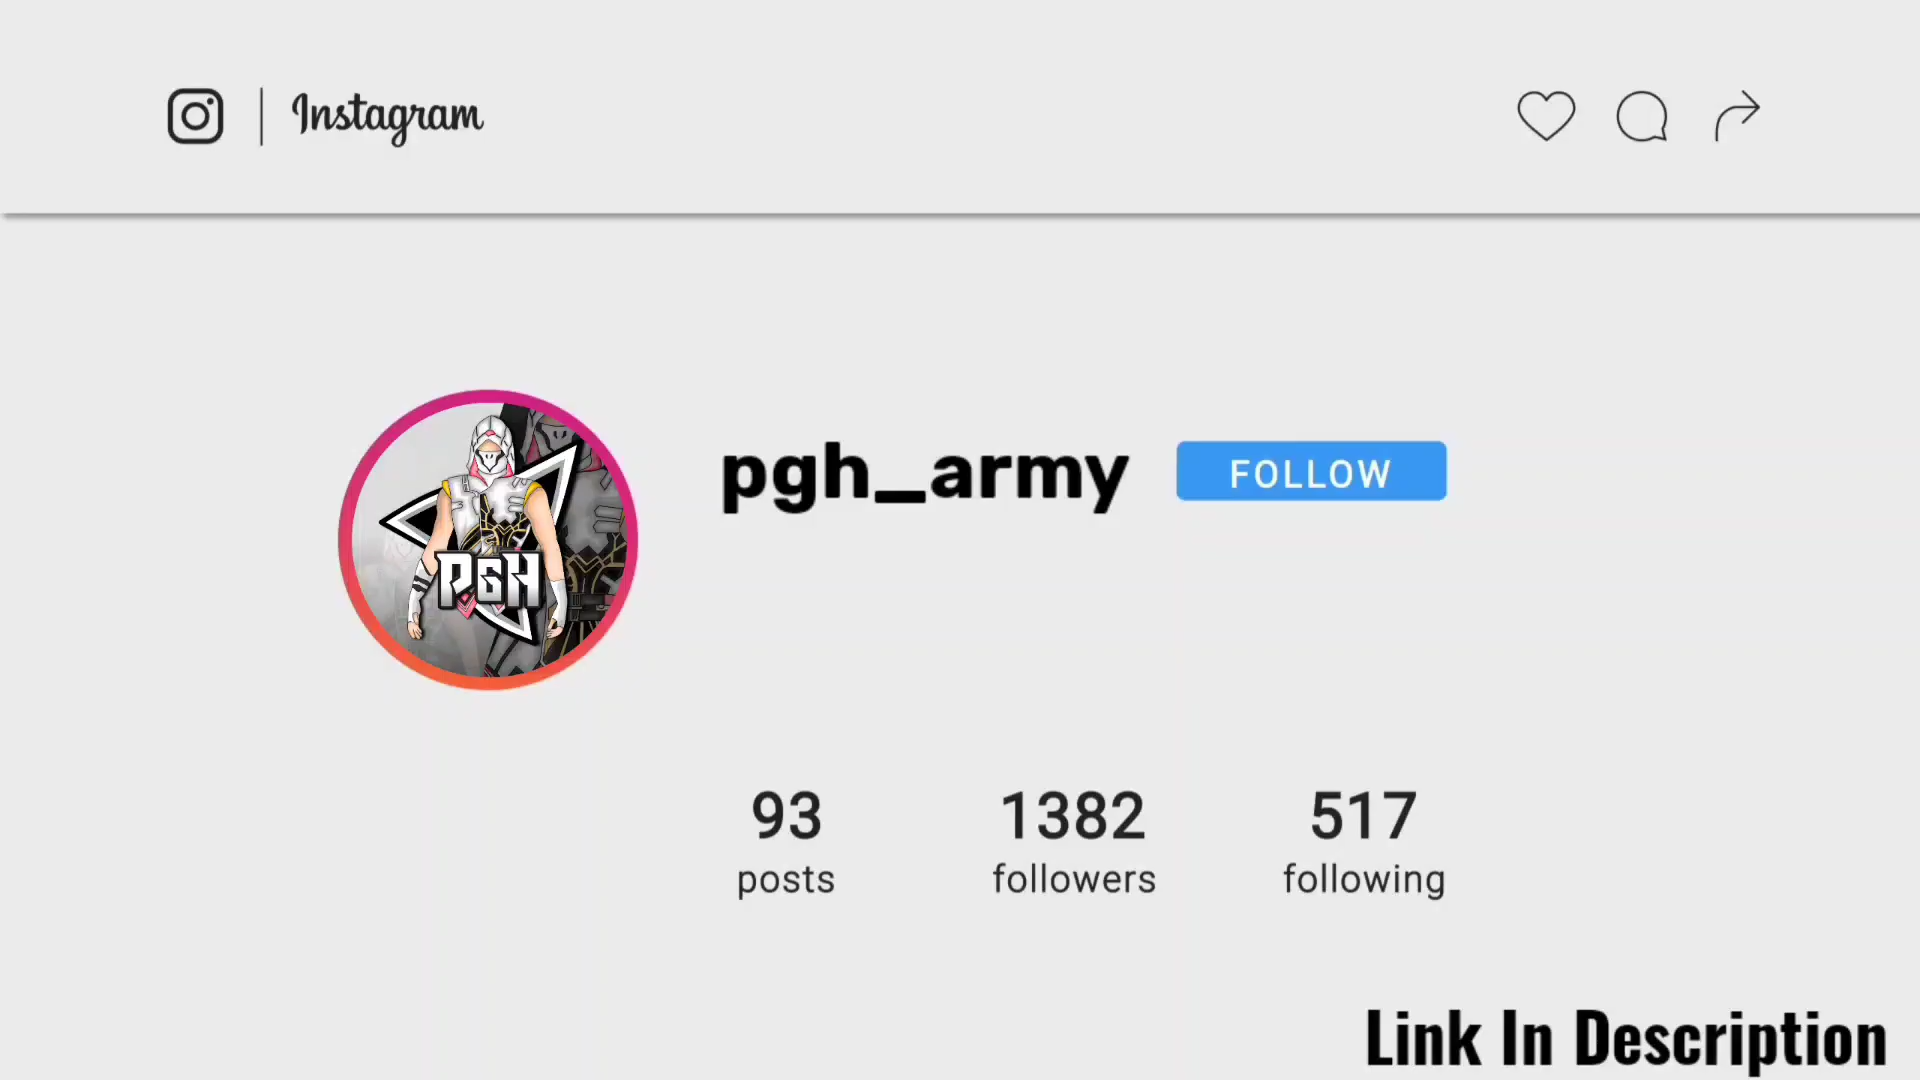 Instagram
pgh_army
FOLLOW
PGH
93
1382
517
posts
followers
following
Link In Description